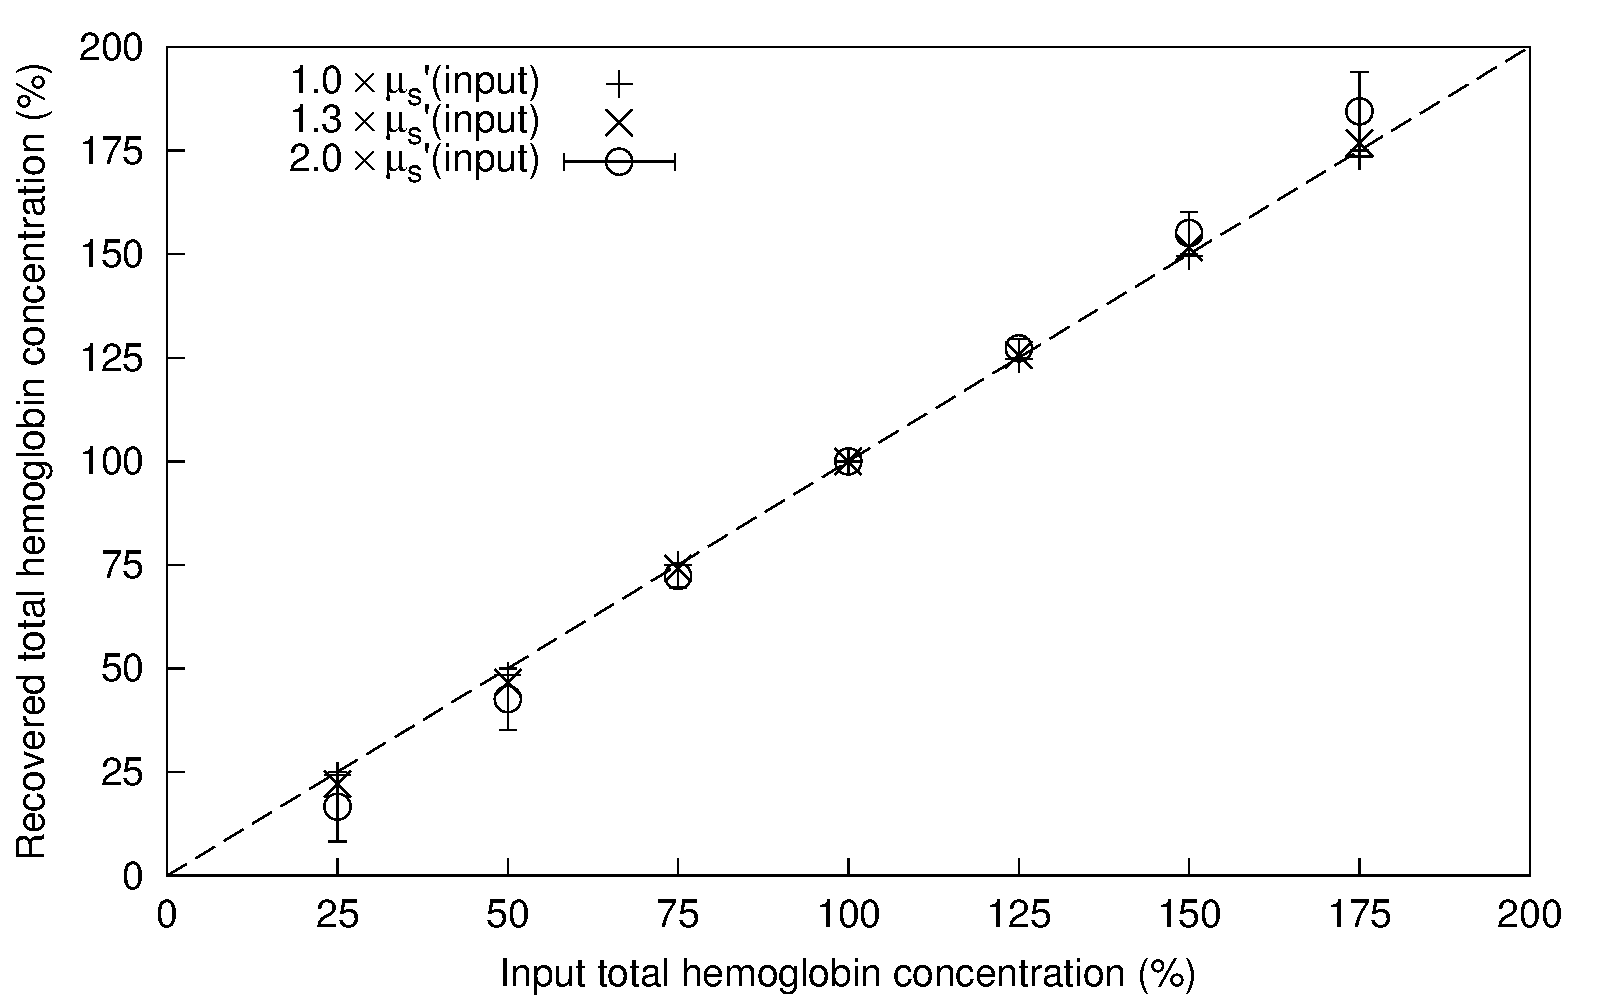 Recovered total hemoglobin concentration (%)
200
175
150
125
100
75
50
25
0
1.0 × μs'(input)
1.3 × μs'(input)
2.0 × μs'(input)
0 25 50 75 100 125 150 175 200
Input total hemoglobin concentration (%)